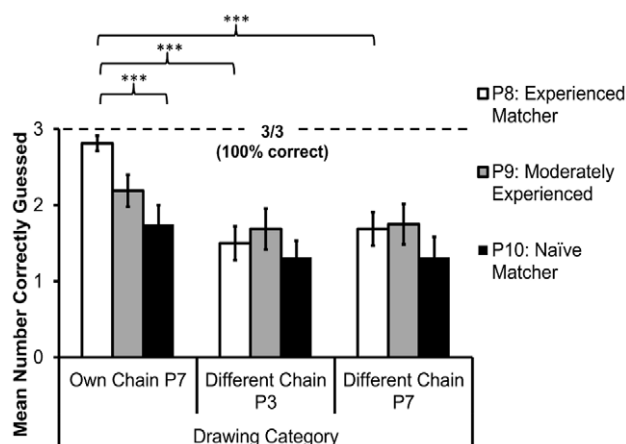 ***
***
***
3
2
1
0
Mean Number Correctly Guessed
3/3
(100% correct)
P8: Experienced
Matcher
P9: Moderately
Experienced
P10: Naïve
Matcher
Own Chain P7
Different Chain
P3
Different Chain
P7
Drawing Category